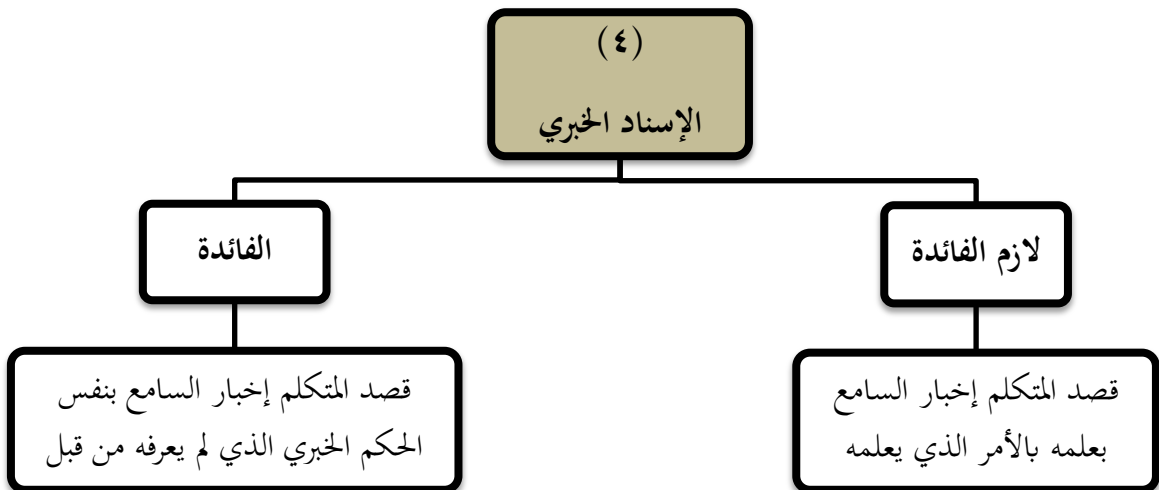 (٤)
الإسناد الخبري
لازم الفائدة
الفائدة
قصد المتكلم إخبار السامع
بعلمه بالأمر الذي يعلمه
قصد المتكلم إخبار السامع بنفس
الحكم الخبري الذي لم يعرفه من قبل